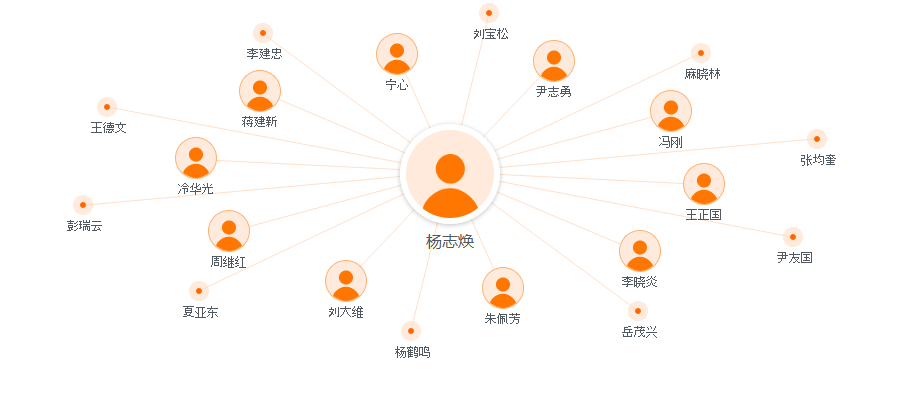 刘宝松
李建忠
麻晓林
宁心
尹志勇
蒋建新
王德文
冯刚
张均奎
冷华光
王正国
彭瑞云
杨志焕
尹友国
周继红
李晓炎
夏亚东
刘大维
朱佩芳
岳茂兴
杨鹤鸣